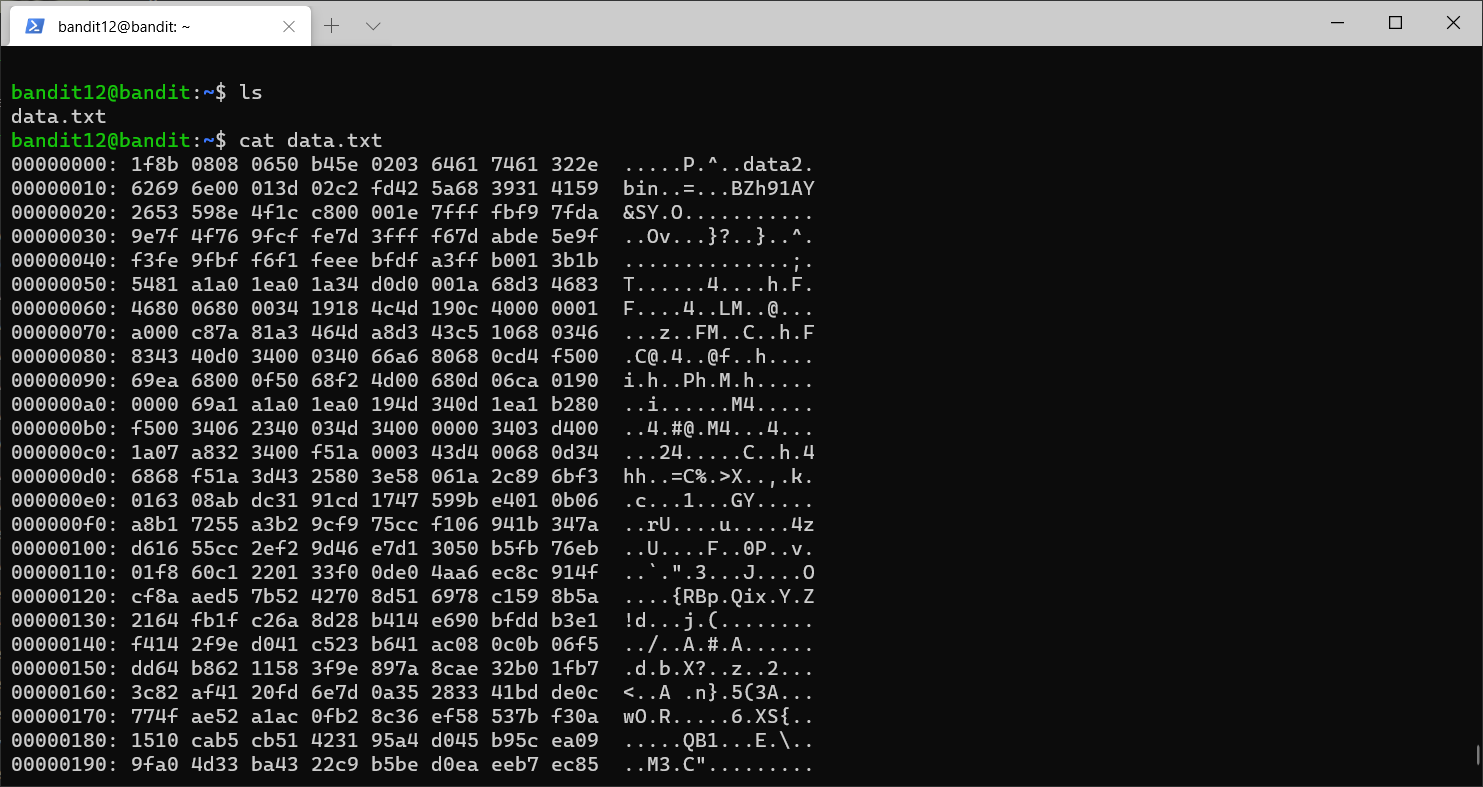 bandit12@bandit: ~
bandit12@bandit:~$ ls
data.txt
bandit12@bandit:~$ cat data.txt
00000000: 1f8b 0808 0650 b45e 0203 6461 7461 322e  .....P.^..data2.
00000010: 6269 6e00 013d 02c2 fd42 5a68 3931 4159  bin..=...BZh91AY
00000020: 2653 598e 4f1c c800 001e 7fff fbf9 7fda  &SY.O...........
00000030: 9e7f 4f76 9fcf fe7d 3fff f67d abde 5e9f  ..Ov...}?..}..^.
00000040: f3fe 9fbf f6f1 feee bfdf a3ff b001 3b1b  ..............;.
00000050: 5481 a1a0 1ea0 1a34 d0d0 001a 68d3 4683  T......4....h.F.
00000060: 4680 0680 0034 1918 4c4d 190c 4000 0001  F....4..LM..@...
00000070: a000 c87a 81a3 464d a8d3 43c5 1068 0346  ...z..FM..C..h.F
00000080: 8343 40d0 3400 0340 66a6 8068 0cd4 f500  .C@.4..@f..h....
00000090: 69ea 6800 0f50 68f2 4d00 680d 06ca 0190  i.h..Ph.M.h.....
000000a0: 0000 69a1 a1a0 1ea0 194d 340d 1ea1 b280  ..i......M4.....
000000b0: f500 3406 2340 034d 3400 0000 3403 d400  ..4.#@.M4...4...
000000c0: 1a07 a832 3400 f51a 0003 43d4 0068 0d34  ...24.....C..h.4
000000d0: 6868 f51a 3d43 2580 3e58 061a 2c89 6bf3  hh..=C%.>X..,.k.
000000e0: 0163 08ab dc31 91cd 1747 599b e401 0b06  .c...1...GY.....
000000f0: a8b1 7255 a3b2 9cf9 75cc f106 941b 347a  ..rU....u.....4z
00000100: d616 55cc 2ef2 9d46 e7d1 3050 b5fb 76eb  ..U....F..0P..v.
00000110: 01f8 60c1 2201 33f0 0de0 4aa6 ec8c 914f  ..`.".3...J....O
00000120: cf8a aed5 7b52 4270 8d51 6978 c159 8b5a  ....{RBp.Qix.Y.Z
00000130: 2164 fb1f c26a 8d28 b414 e690 bfdd b3e1  !d...j.(........
00000140: f414 2f9e d041 c523 b641 ac08 0c0b 06f5  ../..A.#.A......
00000150: dd64 b862 1158 3f9e 897a 8cae 32b0 1fb7  .d.b.X?..z..2...
00000160: 3c82 af41 20fd 6e7d 0a35 2833 41bd de0c  <..A .n}.5(3A...
00000170: 774f ae52 a1ac 0fb2 8c36 ef58 537b f30a  wO.R.....6.XS{..
00000180: 1510 cab5 cb51 4231 95a4 d045 b95c ea09  .....QB1...E.\..
00000190: 9fa0 4d33 ba43 22c9 b5be d0ea eeb7 ec85  ..M3.C".........